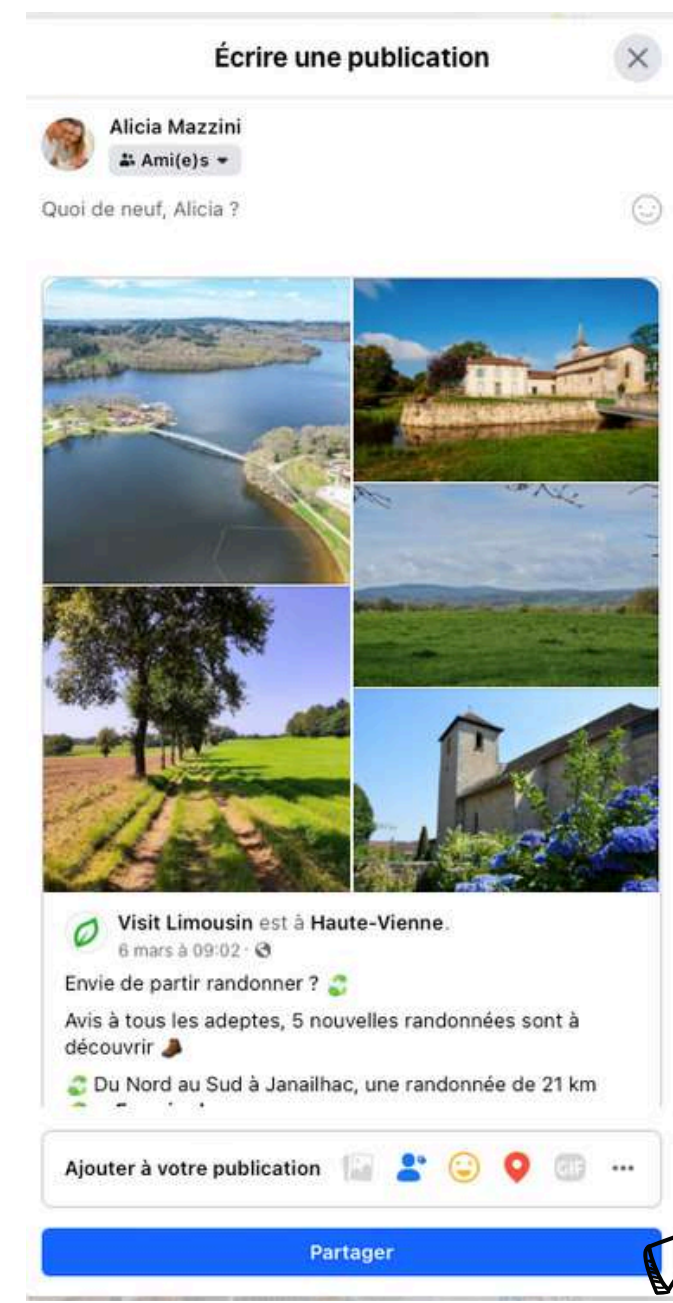 Écrire une publication
Alicia Mazzini
Ami(e)s
Quoi de neuf, Alicia ?
Visit Limousin est à Haute-Vienne.
6 mars à 09:02 ·
Envie de partir randonner ?
Avis à tous les adeptes, 5 nouvelles randonnées sont à
découvrir
Du Nord au Sud à Janailhac, une randonnée de 21 km
Ajouter à votre publication
GIF
Partager